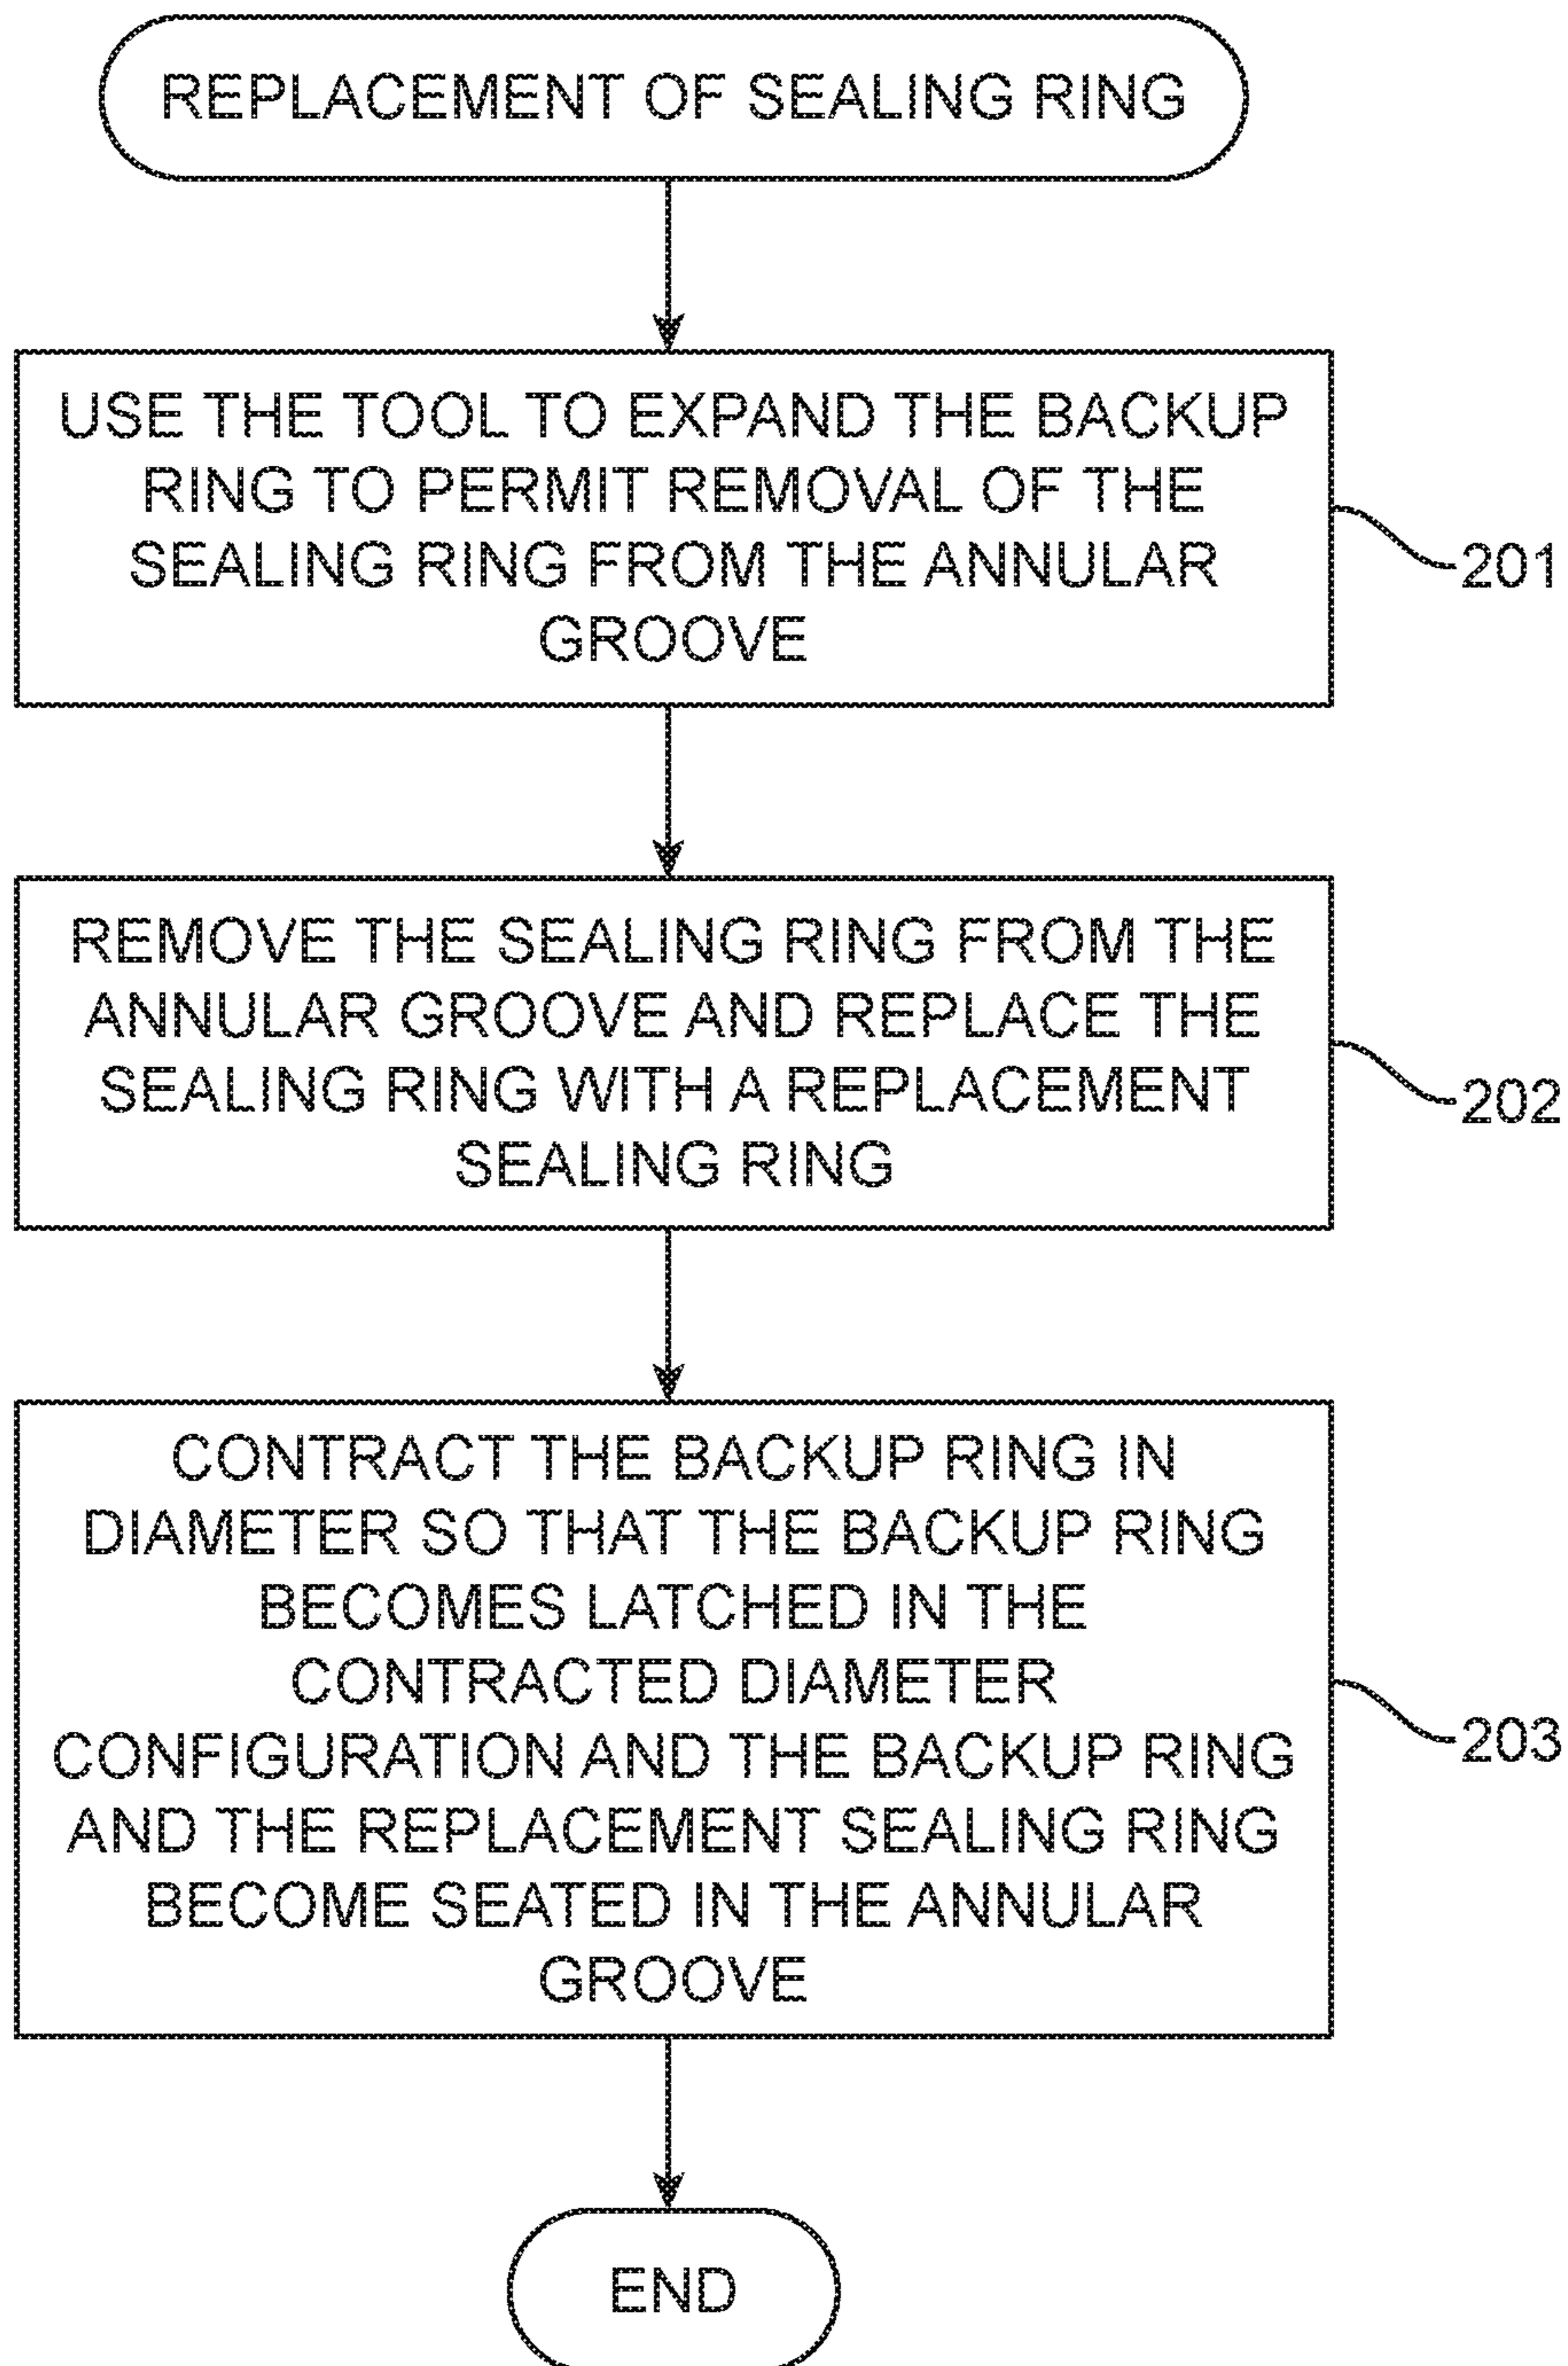 REPLACEMENT OF SEALING RING
USE THE TOOL TO EXPAND THE BACKUP
RING TO PERMIT REMOVAL OF THE
SEALING RING FROM THE ANNULAR
GROOVE
201
REMOVE THE SEALING RING FROM THE
ANNULAR GROOVE AND REPLACE THE
SEALING RING WITH A REPLACEMENT
SEALING RING
202
CONTRACT THE BACKUP RING IN
DIAMETER SO THAT THE BACKUP RING
BECOMES LATCHED IN THE
CONTRACTED DIAMETER
CONFIGURATION AND THE BACKUP RING
AND THE REPLACEMENT SEALING RING
BECOME SEATED IN THE ANNULAR
GROOVE
203
END